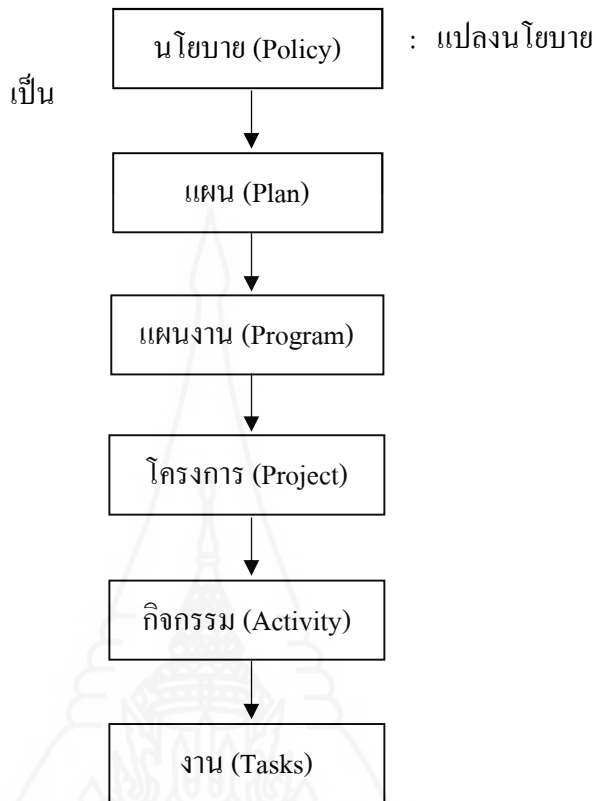 นโยบาย (Policy) : แปลงนโยบาย
เป็น
แผน (Plan)
แผนงาน (Program)
โครงการ (Project)
กิจกรรม (Activity)
งาน (Tasks)